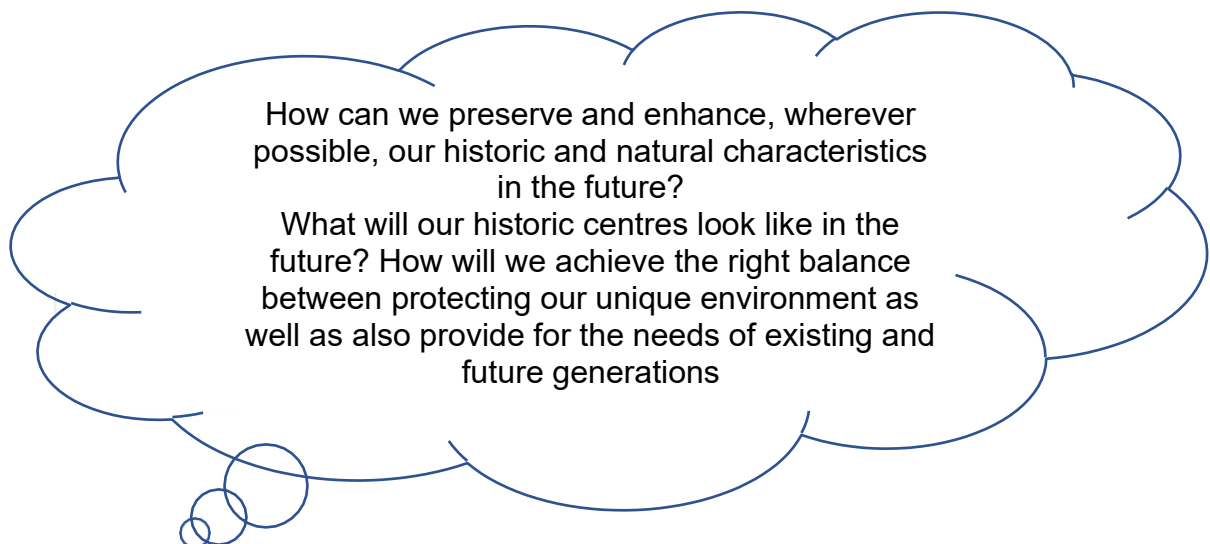 How can we preserve and enhance, wherever
possible, our historic and natural characteristics
in the future?
What will our historic centres look like in the
future? How will we achieve the right balance
between protecting our unique environment as
well as also provide for the needs of existing and
future generations